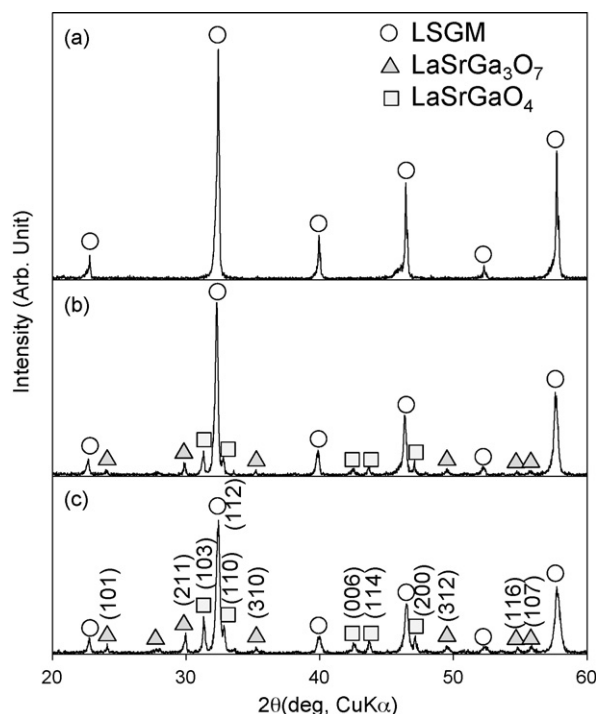 (a)
LSGM
LaSrGa₃O₇
LaSrGaO₄
(b)
(c)
(101)
(211)
(103)
(112)
(110)
(310)
(006)
(114)
(200)
(312)
(116)
(107)
20
30
40
50
60
2θ(deg, CuKα)
Intensity (Arb. Unit)